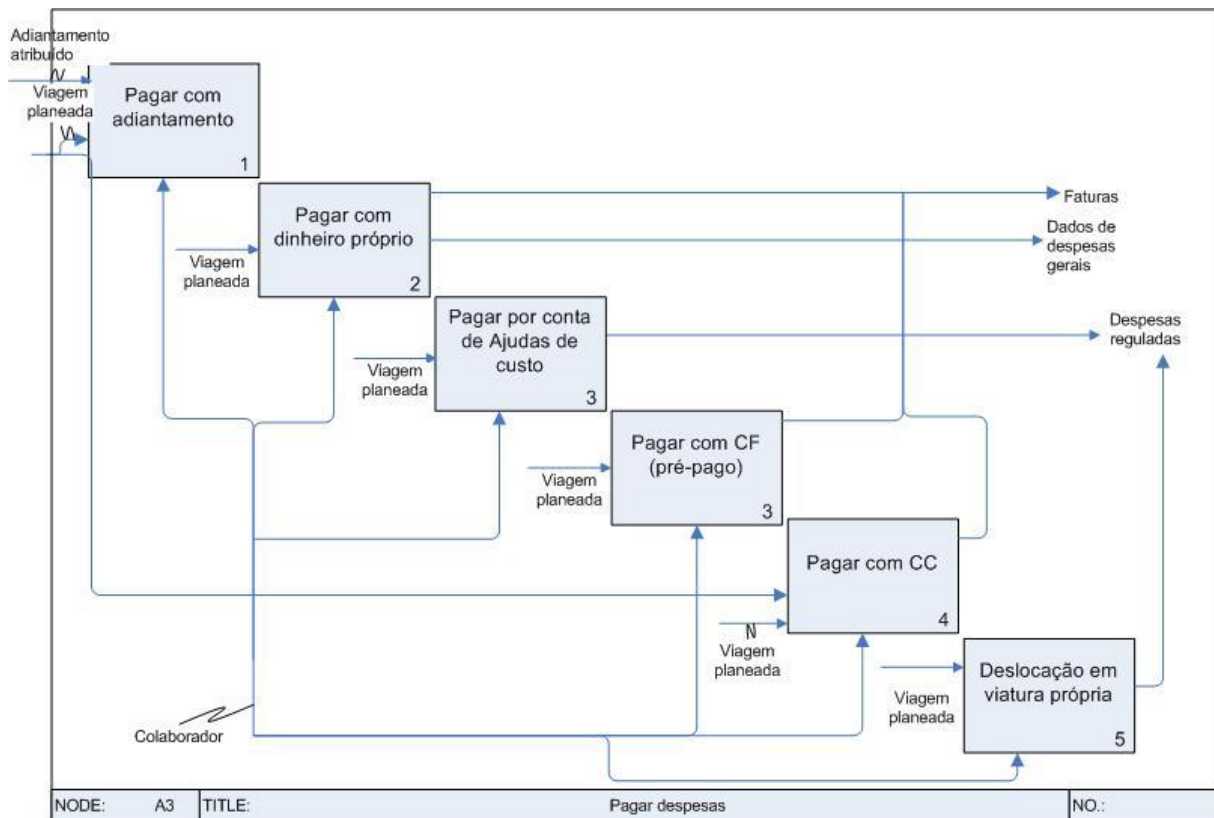 Adiantamento
atribuído
Viagem
planeada
Pagar com
adiantamento
1
Pagar com
dinheiro próprio
2
Viagem
planeada
Faturas
Dados de
despesas
gerais
Pagar por conta
de Ajudas de
custo
3
Viagem
planeada
Despesas
reguladas
Pagar com CF
(pré-pago)
3
Viagem
planeada
Pagar com CC
4
Viagem
planeada
Deslocação em
viatura própria
5
Viagem
planeada
Colaborador
NODE: A3 TITLE: Pagar despesas NO.: